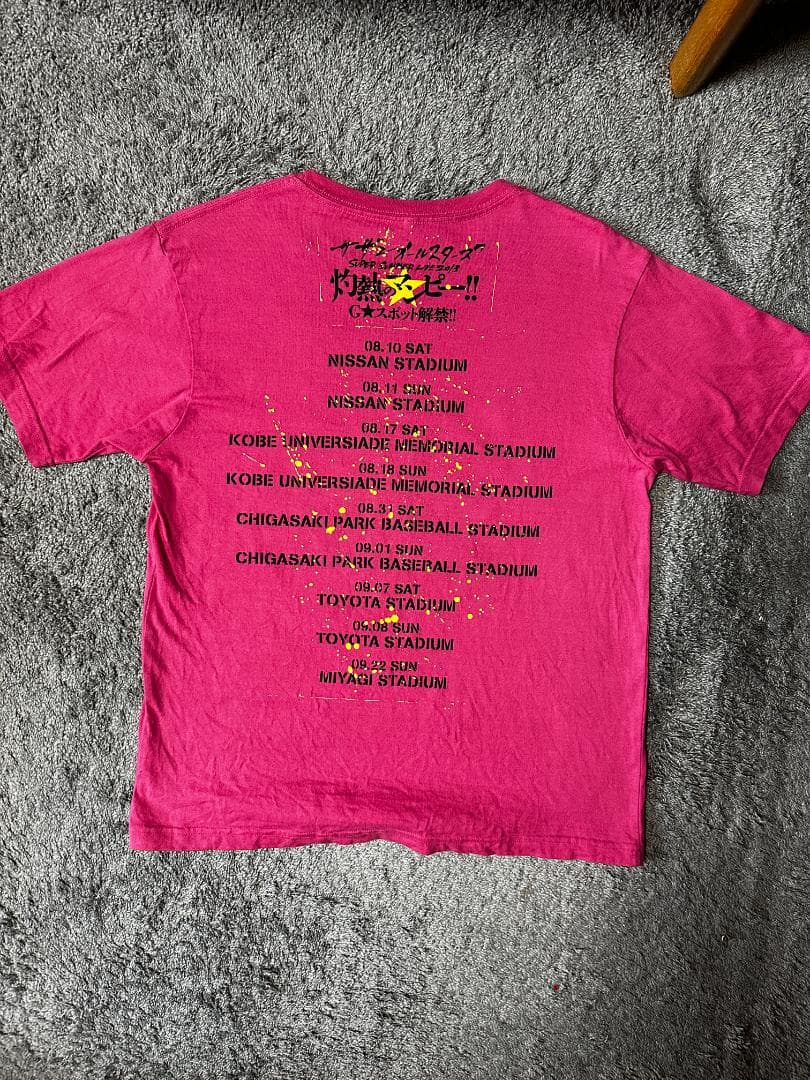 サザンオールスターズ
SUPER SUMMER LIVE 2013
灼熱のマンピー!!
G★スポット解禁!!
08.10 SAT
NISSAN STADIUM
08.11 SUN
NISSAN STADIUM
08.17 SAT
KOBE UNIVERSIADE MEMORIAL STADIUM
08.18 SUN
KOBE UNIVERSIADE MEMORIAL STADIUM
08.31 SAT
CHIGASAKI PARK BASEBALL STADIUM
09.01 SUN
CHIGASAKI PARK BASEBALL STADIUM
09.07 SAT
TOYOTA STADIUM
09.08 SUN
TOYOTA STADIUM
09.22 SUN
MIYAGI STADIUM